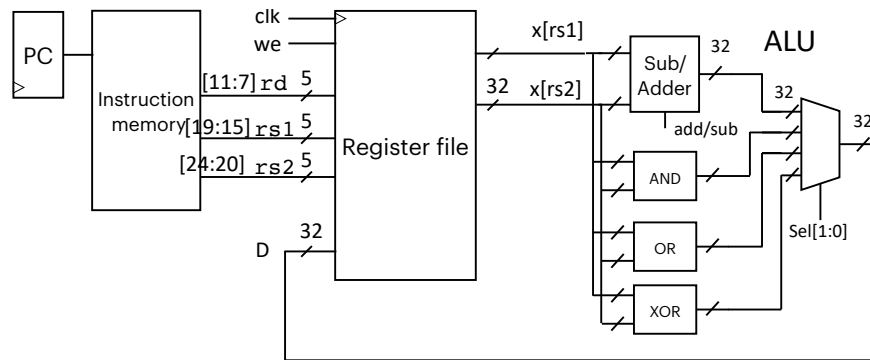 clk
we
PC
Instruction
memory
[11:7] rd 5
[19:15] rs1 5
[24:20] rs2 5
D 32
Register file
x[rs1]
32 x[rs2]
Sub/
Adder
add/sub
32
ALU
AND
OR
XOR
32
Sel[1:0]
32